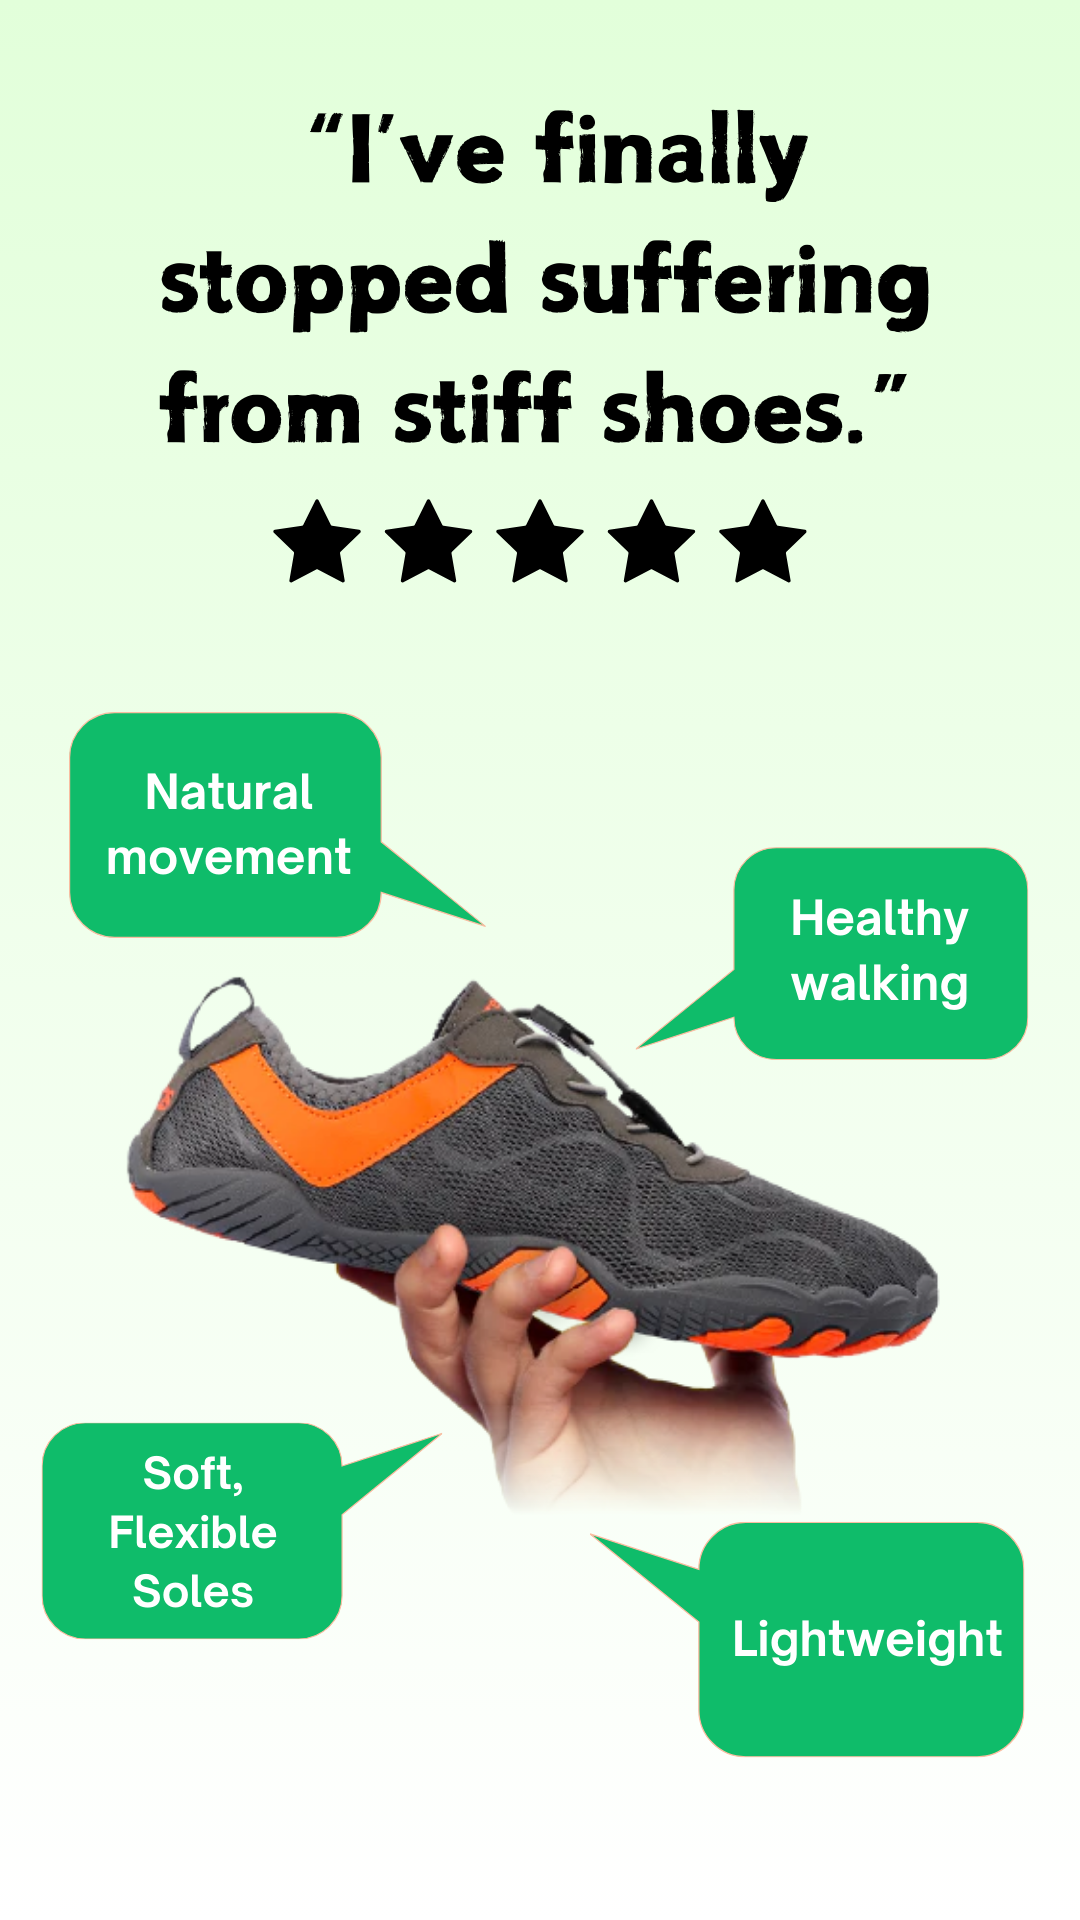 “I’ve finally
stopped suffering
from stiff shoes.”
Natural
movement
Healthy
walking
Soft,
Flexible
Soles
Lightweight